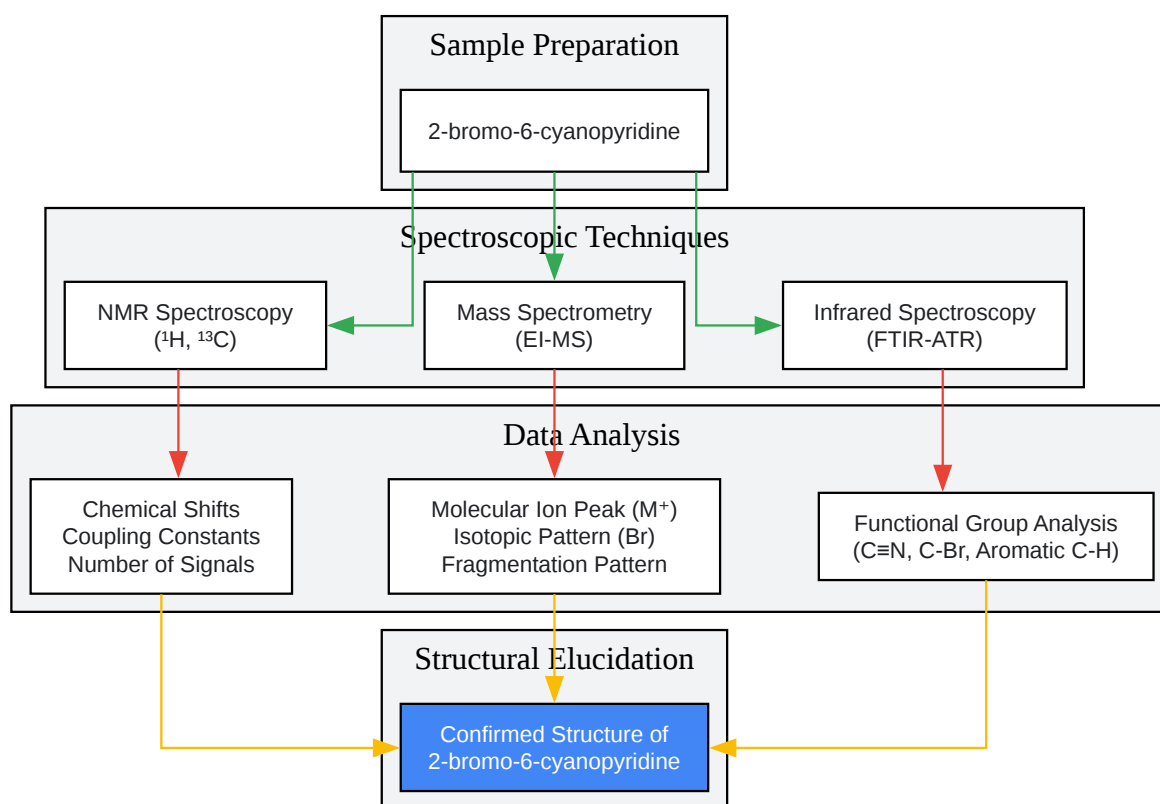 Sample Preparation
2-bromo-6-cyanopyridine
Spectroscopic Techniques
NMR Spectroscopy
(¹H, ¹³C)
Mass Spectrometry
(EI-MS)
Infrared Spectroscopy
(FTIR-ATR)
Data Analysis
Chemical Shifts
Coupling Constants
Number of Signals
Molecular Ion Peak (M⁺)
Isotopic Pattern (Br)
Fragmentation Pattern
Functional Group Analysis
(C≡N, C-Br, Aromatic C-H)
Structural Elucidation
Confirmed Structure of
2-bromo-6-cyanopyridine